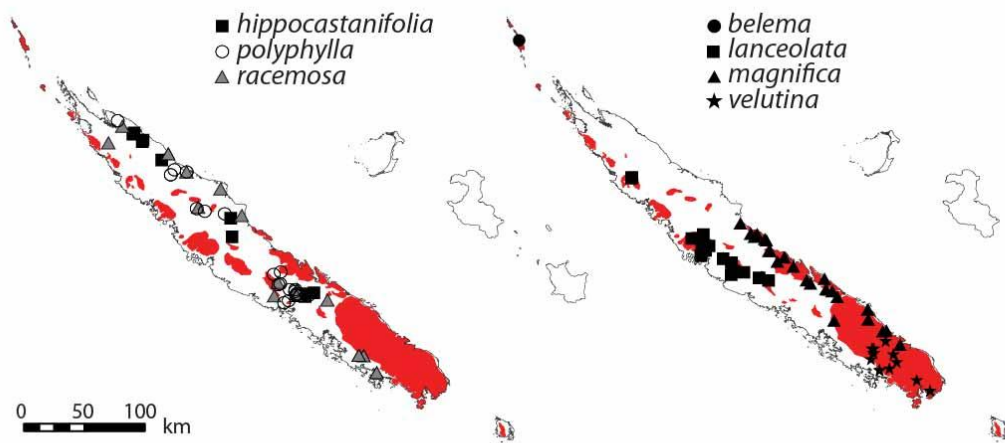 hippocastanifolia
polyphylla
racemosa
belema
lanceolata
magnifica
velutina
0 50 100
km